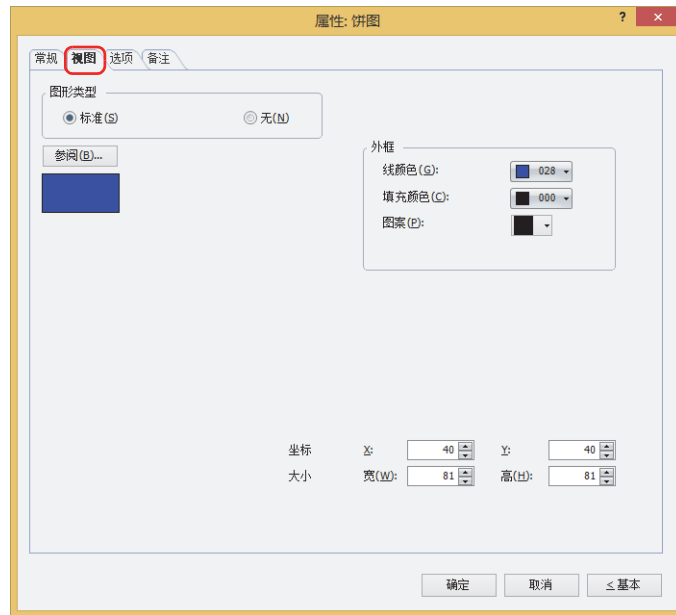 属性: 饼图
? ×
常规 视图 选项 备注
图形类型
标准(S) 无(N)
参阅(B)...
外框
线颜色(G): 028
填充颜色(C): 000
图案(P):
坐标 X: 40 Y: 40
大小 宽(W): 81 高(H): 81
确定 取消 <基本